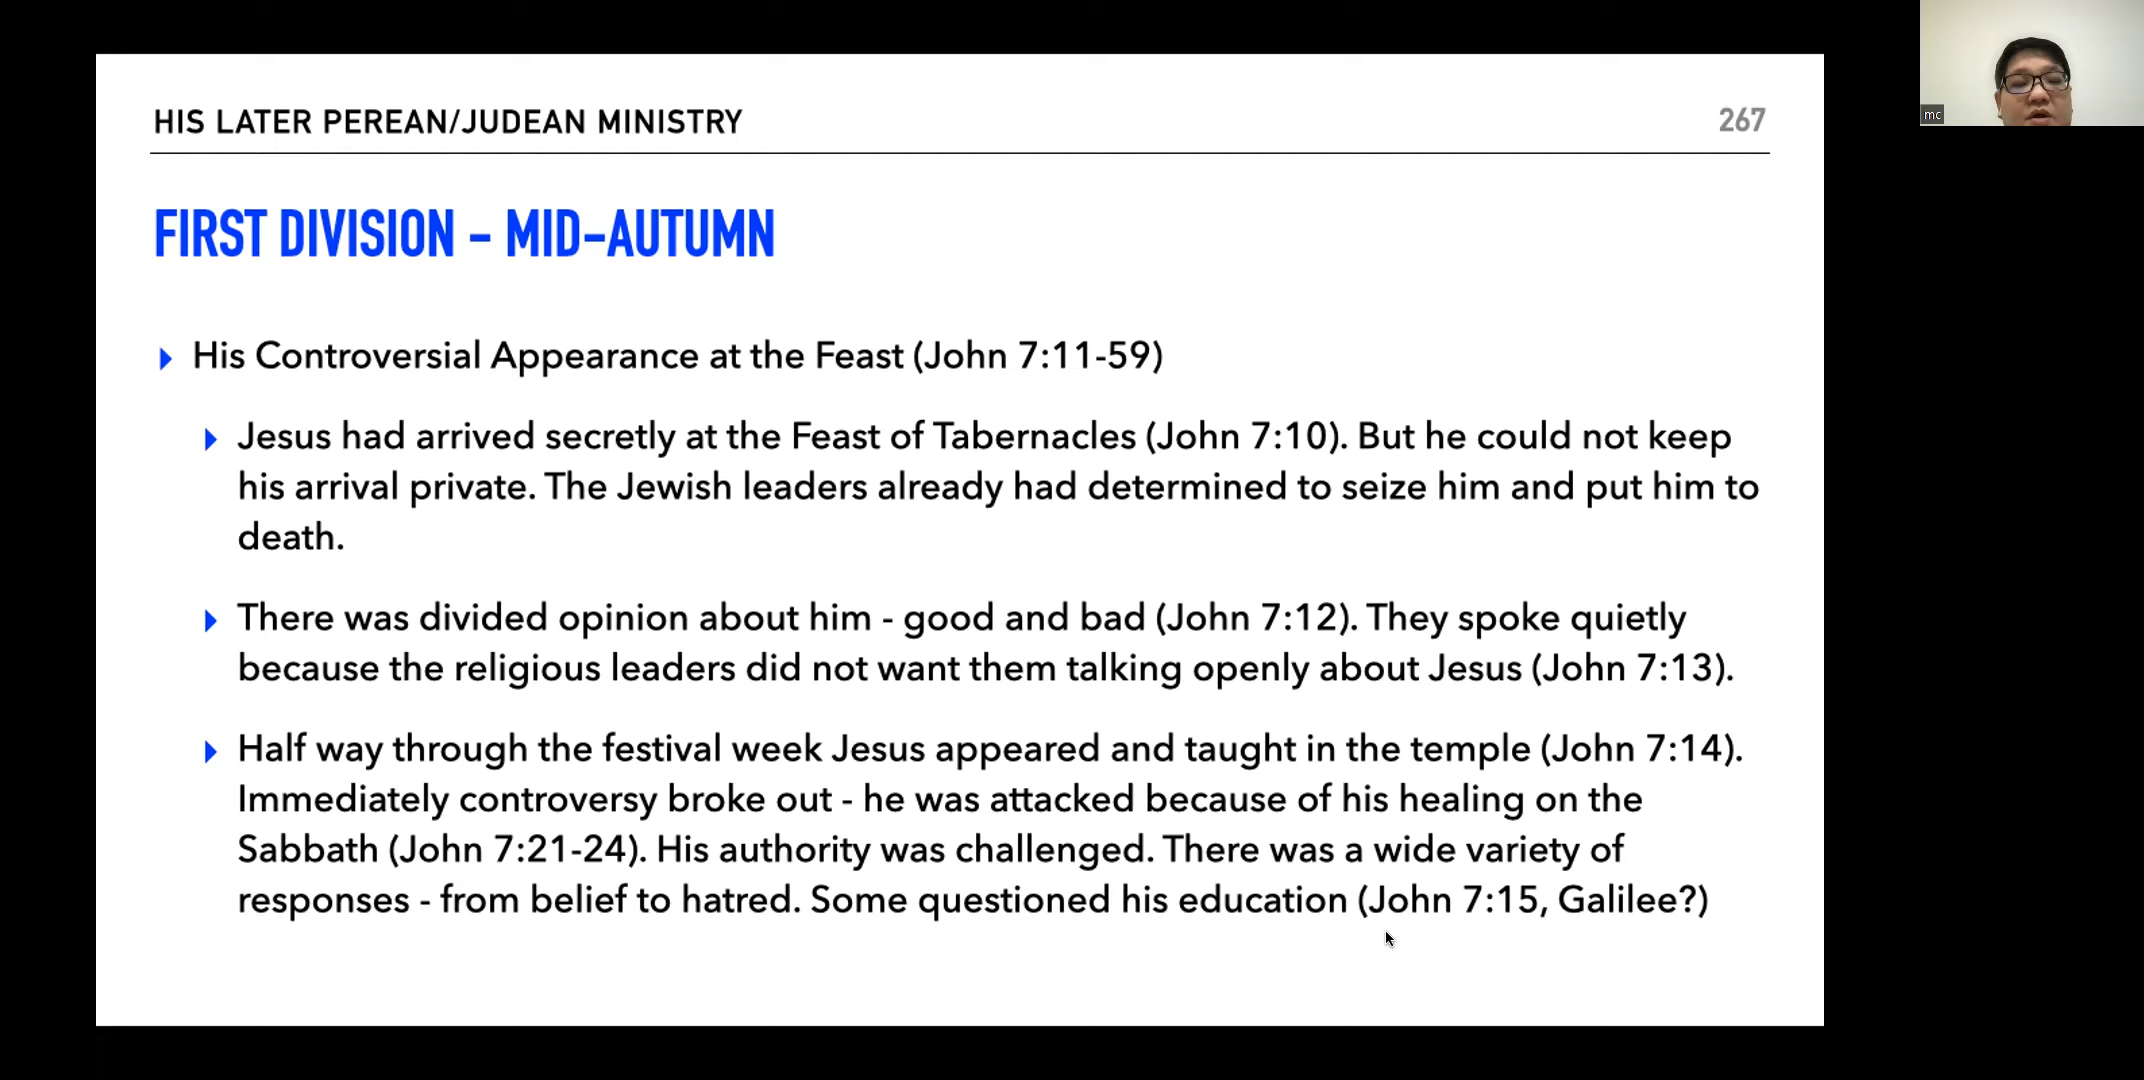 HIS LATER PEREAN/JUDEAN MINISTRY
267
FIRST DIVISION - MID-AUTUMN
His Controversial Appearance at the Feast (John 7:11-59)
Jesus had arrived secretly at the Feast of Tabernacles (John 7:10). But he could not keep
his arrival private. The Jewish leaders already had determined to seize him and put him to
death.
There was divided opinion about him - good and bad (John 7:12). They spoke quietly
because the religious leaders did not want them talking openly about Jesus (John 7:13).
Half way through the festival week Jesus appeared and taught in the temple (John 7:14).
Immediately controversy broke out - he was attacked because of his healing on the
Sabbath (John 7:21-24). His authority was challenged. There was a wide variety of
responses - from belief to hatred. Some questioned his education (John 7:15, Galilee?)
mc